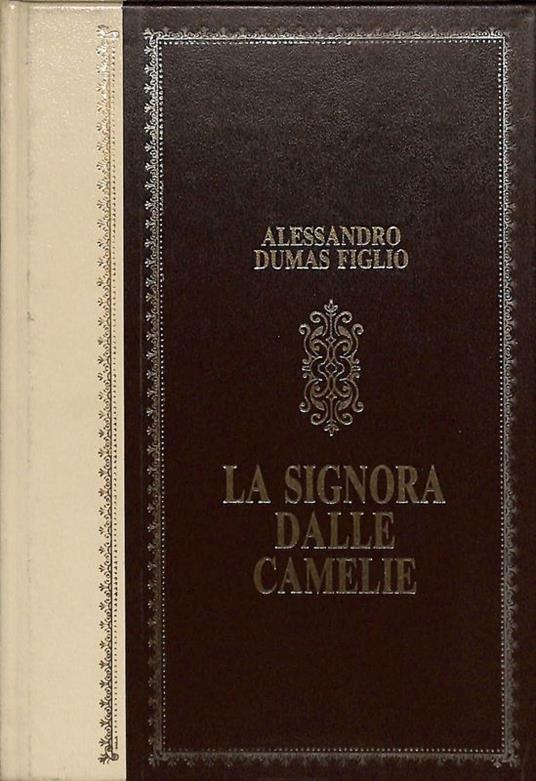 ALESSANDRO
DUMAS FIGLIO
LA SIGNORA
DALLE
CAMELIE